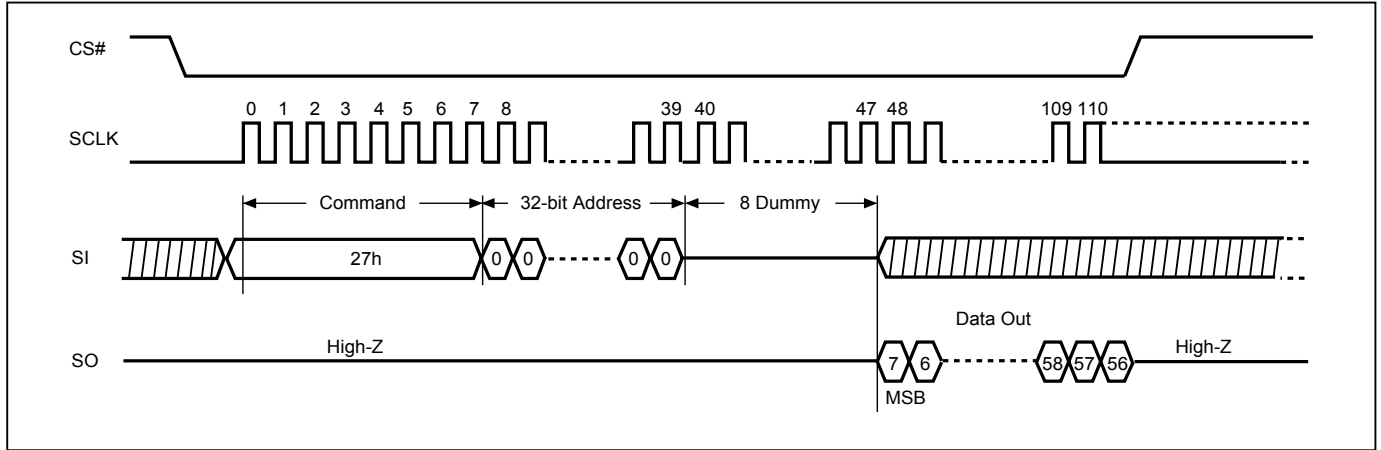 CS#
0 1 2 3 4 5 6 7 8 39 40 47 48 109 110
SCLK
Command 32-bit Address 8 Dummy
SI 27h 0 0 0 0
Data Out
High-Z High-Z
SO 7 6 58 57 56
MSB